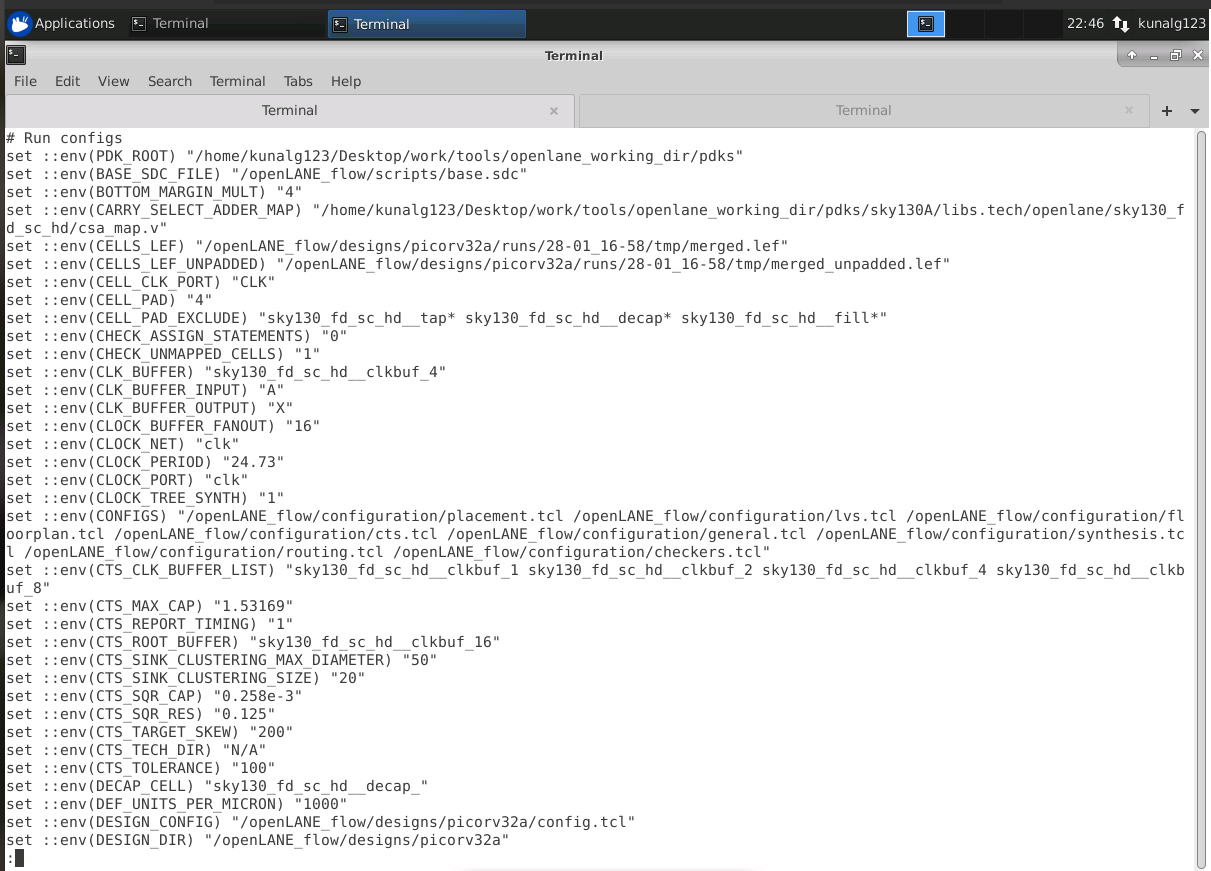 Applications Terminal Terminal 22:46 kunalg123
Terminal
File Edit View Search Terminal Tabs Help
Terminal × Terminal × +
# Run configs
set ::env(PDK_ROOT) "/home/kunalg123/Desktop/work/tools/openlane_working_dir/pdks"
set ::env(BASE_SDC_FILE) "/openLANE_flow/scripts/base.sdc"
set ::env(BOTTOM_MARGIN_MULT) "4"
set ::env(CARRY_SELECT_ADDER_MAP) "/home/kunalg123/Desktop/work/tools/openlane_working_dir/pdks/sky130A/libs.tech/openlane/sky130_f
d_sc_hd/csa_map.v"
set ::env(CELLS_LEF) "/openLANE_flow/designs/picorv32a/runs/28-01_16-58/tmp/merged.lef"
set ::env(CELLS_LEF_UNPADDED) "/openLANE_flow/designs/picorv32a/runs/28-01_16-58/tmp/merged_unpadded.lef"
set ::env(CELL_CLK_PORT) "CLK"
set ::env(CELL_PAD) "4"
set ::env(CELL_PAD_EXCLUDE) "sky130_fd_sc_hd__tap* sky130_fd_sc_hd__decap* sky130_fd_sc_hd__fill*"
set ::env(CHECK_ASSIGN_STATEMENTS) "0"
set ::env(CHECK_UNMAPPED_CELLS) "1"
set ::env(CLK_BUFFER) "sky130_fd_sc_hd__clkbuf_4"
set ::env(CLK_BUFFER_INPUT) "A"
set ::env(CLK_BUFFER_OUTPUT) "X"
set ::env(CLOCK_BUFFER_FANOUT) "16"
set ::env(CLOCK_NET) "clk"
set ::env(CLOCK_PERIOD) "24.73"
set ::env(CLOCK_PORT) "clk"
set ::env(CLOCK_TREE_SYNTH) "1"
set ::env(CONFIGS) "/openLANE_flow/configuration/placement.tcl /openLANE_flow/configuration/lvs.tcl /openLANE_flow/configuration/fl
oorplan.tcl /openLANE_flow/configuration/cts.tcl /openLANE_flow/configuration/general.tcl /openLANE_flow/configuration/synthesis.tc
l /openLANE_flow/configuration/routing.tcl /openLANE_flow/configuration/checkers.tcl"
set ::env(CTS_CLK_BUFFER_LIST) "sky130_fd_sc_hd__clkbuf_1 sky130_fd_sc_hd__clkbuf_2 sky130_fd_sc_hd__clkbuf_4 sky130_fd_sc_hd__clkb
uf_8"
set ::env(CTS_MAX_CAP) "1.53169"
set ::env(CTS_REPORT_TIMING) "1"
set ::env(CTS_ROOT_BUFFER) "sky130_fd_sc_hd__clkbuf_16"
set ::env(CTS_SINK_CLUSTERING_MAX_DIAMETER) "50"
set ::env(CTS_SINK_CLUSTERING_SIZE) "20"
set ::env(CTS_SQR_CAP) "0.258e-3"
set ::env(CTS_SQR_RES) "0.125"
set ::env(CTS_TARGET_SKEW) "200"
set ::env(CTS_TECH_DIR) "N/A"
set ::env(CTS_TOLERANCE) "100"
set ::env(DECAP_CELL) "sky130_fd_sc_hd__decap_"
set ::env(DEF_UNITS_PER_MICRON) "1000"
set ::env(DESIGN_CONFIG) "/openLANE_flow/designs/picorv32a/config.tcl"
set ::env(DESIGN_DIR) "/openLANE_flow/designs/picorv32a"
: